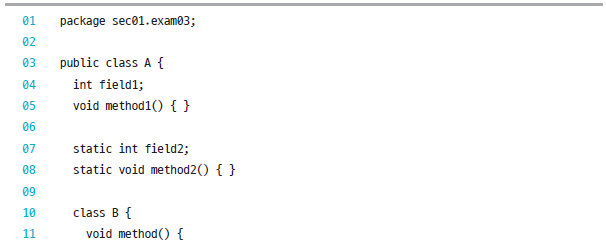 01 package sec01.exam03;
02
03 public class A {
04 int field1;
05 void method1() { }
06
07 static int field2;
08 static void method2() { }
09
10 class B {
11 void method() {